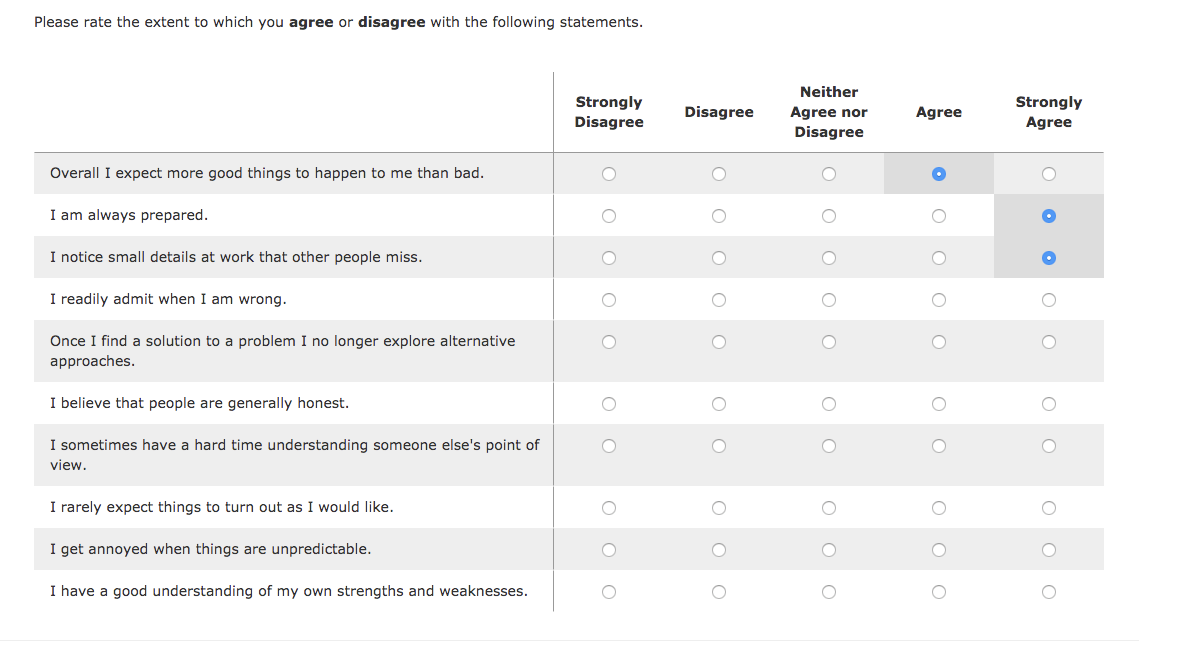 Please rate the extent to which you agree or disagree with the following statements.
Strongly
Disagree
Disagree
Neither
Agree nor
Disagree
Agree
Strongly
Agree
Overall I expect more good things to happen to me than bad.
I am always prepared.
I notice small details at work that other people miss.
I readily admit when I am wrong.
Once I find a solution to a problem I no longer explore alternative
approaches.
I believe that people are generally honest.
I sometimes have a hard time understanding someone else's point of
view.
I rarely expect things to turn out as I would like.
I get annoyed when things are unpredictable.
I have a good understanding of my own strengths and weaknesses.